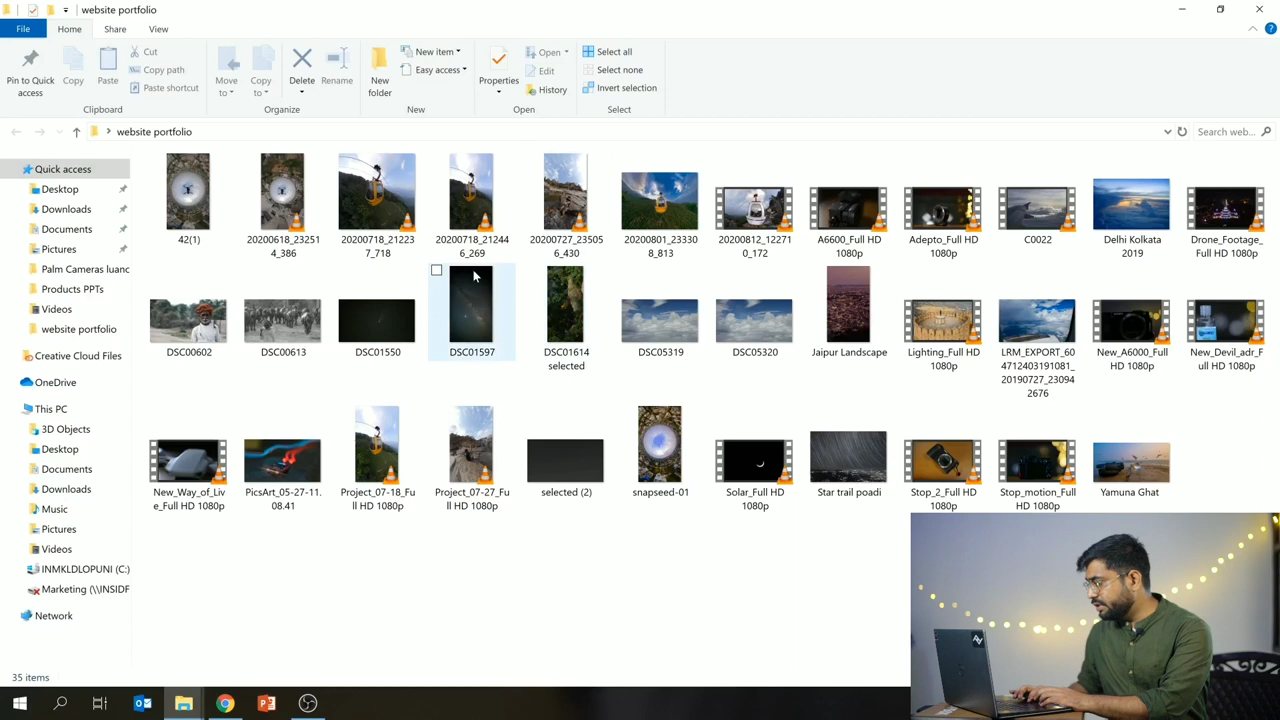 website portfolio
File
Home
Share
View
Pin to Quick
access
Copy
Paste
Cut
Copy path
Paste shortcut
Clipboard
Move
to
Copy
to
Delete
Rename
Organize
New
folder
New item
Easy access
New
Properties
Open
Edit
History
Open
Select all
Select none
Invert selection
Select
website portfolio
Search web...
Quick access
Desktop
Downloads
Documents
Pictures
Palm Cameras luanc
Products PPTs
Videos
website portfolio
Creative Cloud Files
OneDrive
This PC
3D Objects
Desktop
Documents
Downloads
Music
Pictures
Videos
INMKLDLOPUNI (C:)
Marketing (\\INSIDF
Network
42(1)
20200618_23251
4_386
20200718_21223
7_718
20200718_21244
6_269
20200727_23505
6_430
20200801_23330
8_813
20200812_12271
0_172
A6600_Full HD
1080p
Adepto_Full HD
1080p
C0022
Delhi Kolkata
2019
Drone_Footage_
Full HD 1080p
DSC00602
DSC00613
DSC01550
DSC01597
DSC01614
selected
DSC05319
DSC05320
Jaipur Landscape
Lighting_Full HD
1080p
LRM_EXPORT_60
4712403191081_
20190727_23094
2676
New_A6000_Full
HD 1080p
New_Devil_adr_F
ull HD 1080p
New_Way_of_Liv
e_Full HD 1080p
PicsArt_05-27-11.
08.41
Project_07-18_Fu
ll HD 1080p
Project_07-27_Fu
ll HD 1080p
selected (2)
snapseed-01
Solar_Full HD
1080p
Star trail poadi
Stop_2_Full HD
1080p
Stop_motion_Full
HD 1080p
Yamuna Ghat
35 items